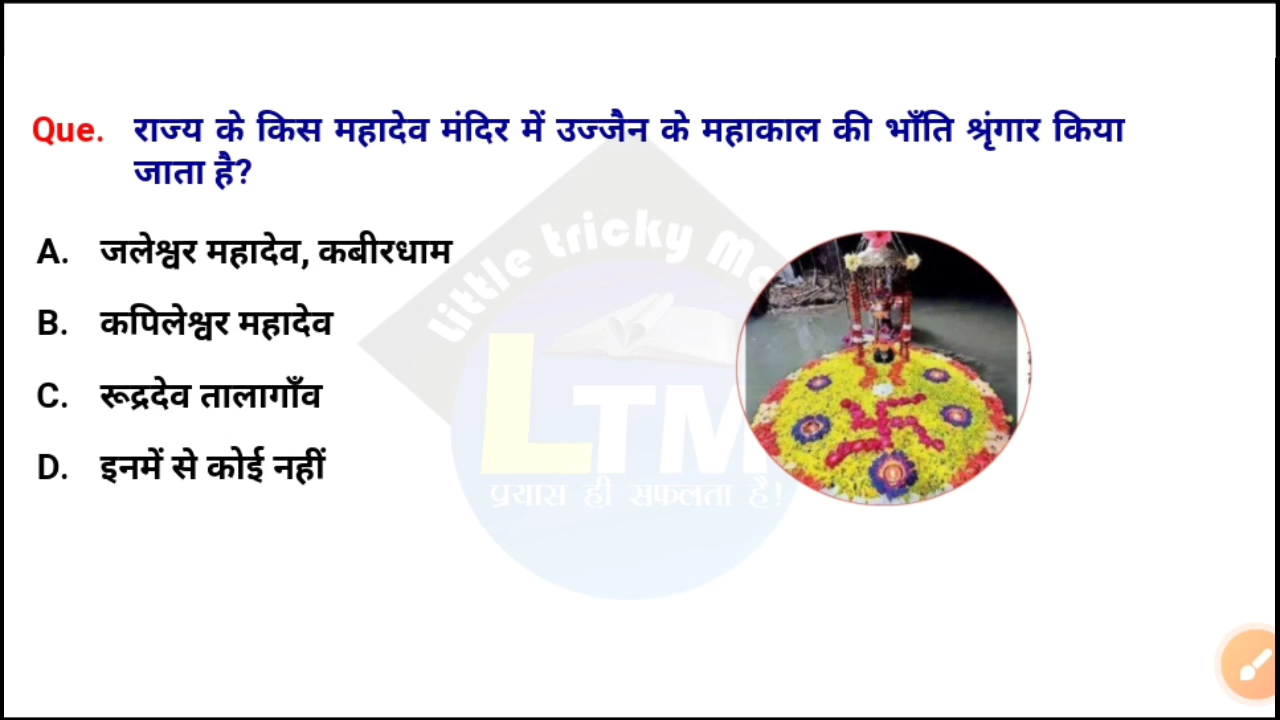 Que. राज्य के किस महादेव मंदिर में उज्जैन के महाकाल की भाँति श्रृंगार किया
जाता है?
A. जलेश्वर महादेव, कबीरधाम
B. कपिलेश्वर महादेव
C. रूद्रदेव तालागाँव
D. इनमें से कोई नहीं
Little tricky
LTM
प्रयास ही सफलता है!